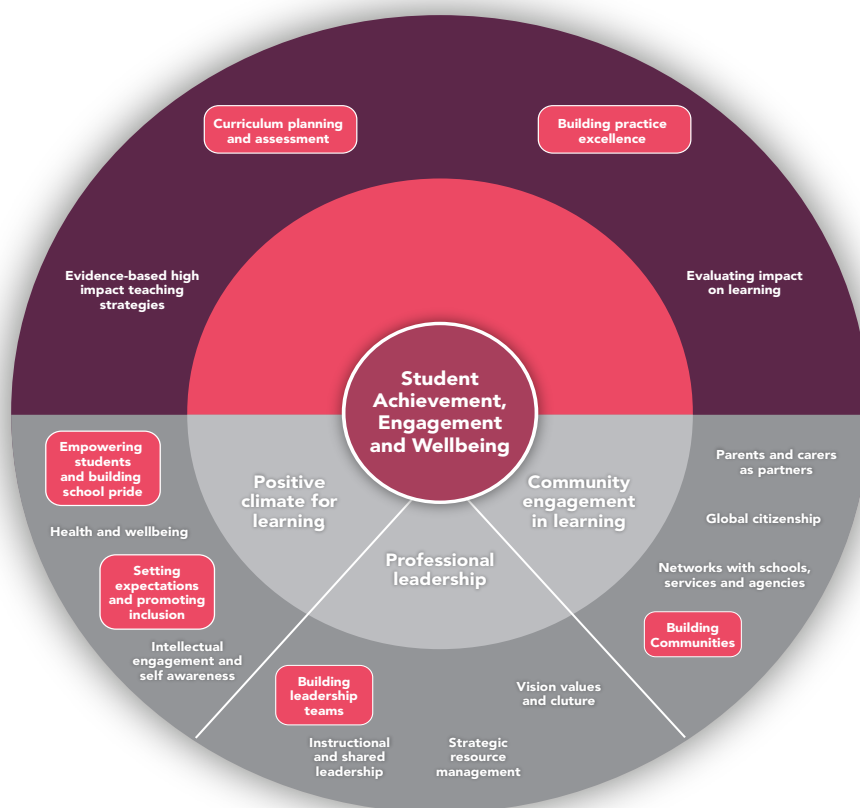 Curriculum planning
and assessment
Building practice
excellence
Evidence-based high
impact teaching
strategies
Evaluating impact
on learning
Student
Achievement,
Engagement
and Wellbeing
Empowering
students
and building
school pride
Health and wellbeing
Setting
expectations
and promoting
inclusion
Intellectual
engagement and
self awareness
Positive
climate for
learning
Professional
leadership
Community
engagement
in learning
Parents and carers
as partners
Global citizenship
Networks with schools,
services and agencies
Building
Communities
Building
leadership
teams
Instructional
and shared
leadership
Strategic
resource
management
Vision values
and cluture